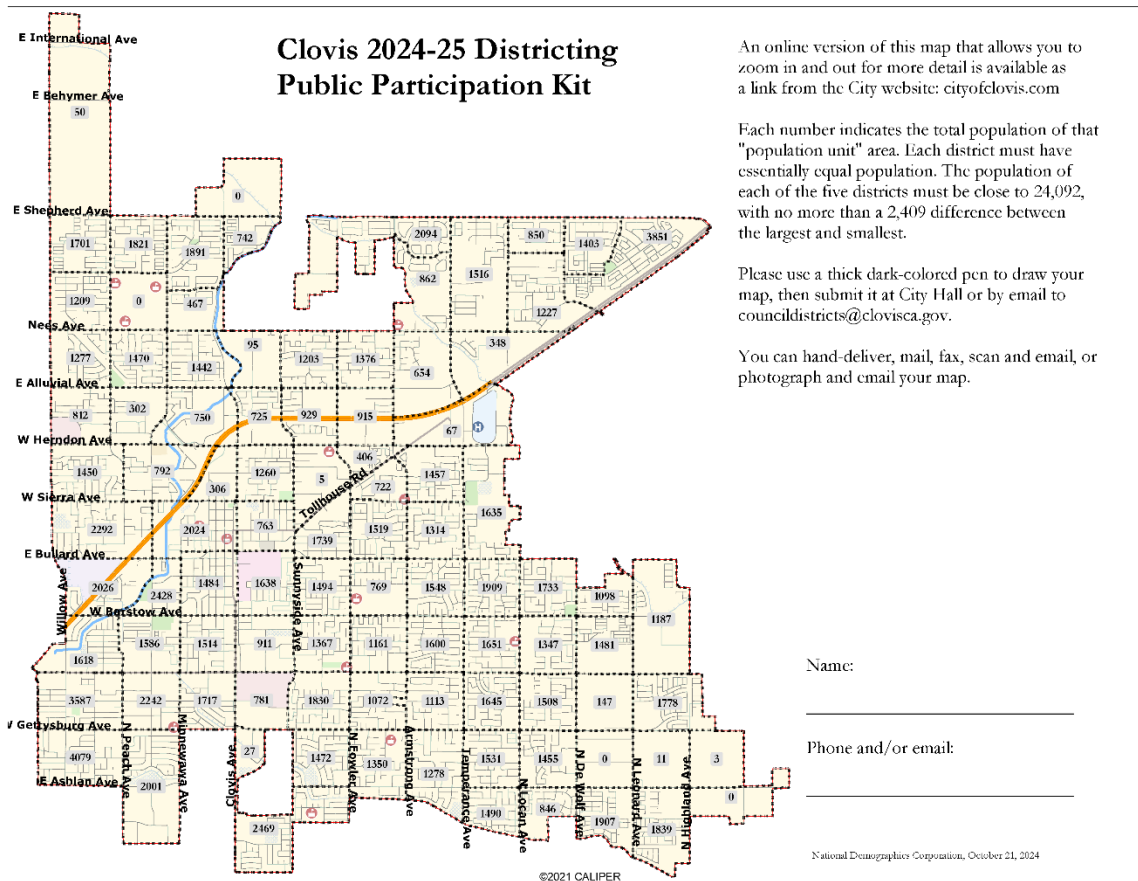 Clovis 2024-25 Districting
Public Participation Kit
An online version of this map that allows you to
zoom in and out for more detail is available as
a link from the City website: cityofclovis.com
Each number indicates the total population of that
"population unit" area. Each district must have
essentially equal population. The population of
each of the five districts must be close to 24,092,
with no more than a 2,409 difference between
the largest and smallest.
Please use a thick dark-colored pen to draw your
map, then submit it at City Hall or by email to
councildistricts@clovisca.gov.
You can hand-deliver, mail, fax, scan and email, or
photograph and email your map.
E International Ave
E Behymer Ave
50
0
E Shepherd Ave
1701 1821 1891 742 2094 850 1403 3851
862 1516
1209 0 467 1227
Nees Ave
95 348
1277 1470 1442 1203 1376 654
E Alluvial Ave
812 302 750 725 929 915
W Herndon Ave
67
H
1450 792 306 1260 5 406 722 1457
W Sierra Ave
Tollhouse Rd
1635
2292 2024 763 1739 1519 1314
E Bullard Ave
2026 2428 1484 1638 1494 769 1548 1909 1733 1098
Willow Ave
Sunnyside Ave
W Barstow Ave
1187
1618 1586 1514 911 1367 1161 1600 1651 1347 1481
3587 2242 1717 781 1830 1072 1113 1645 1508 147 1778
W Gettysburg Ave
4079 27 1472 1350 1278 1531 1455 0 11 3
E Ashlan Ave
N Peach Ave
Minnewawa Ave
Clovis Ave
N Fowler Ave
Armstrong Ave
Temperance Ave
N Locan Ave
N De Wolf Ave
N Leonard Ave
N Highland Ave
2001 2469 1490 846 1907 1839 0
Name:
Phone and/or email:
National Demographics Corporation, October 21, 2024
©2021 CALIPER